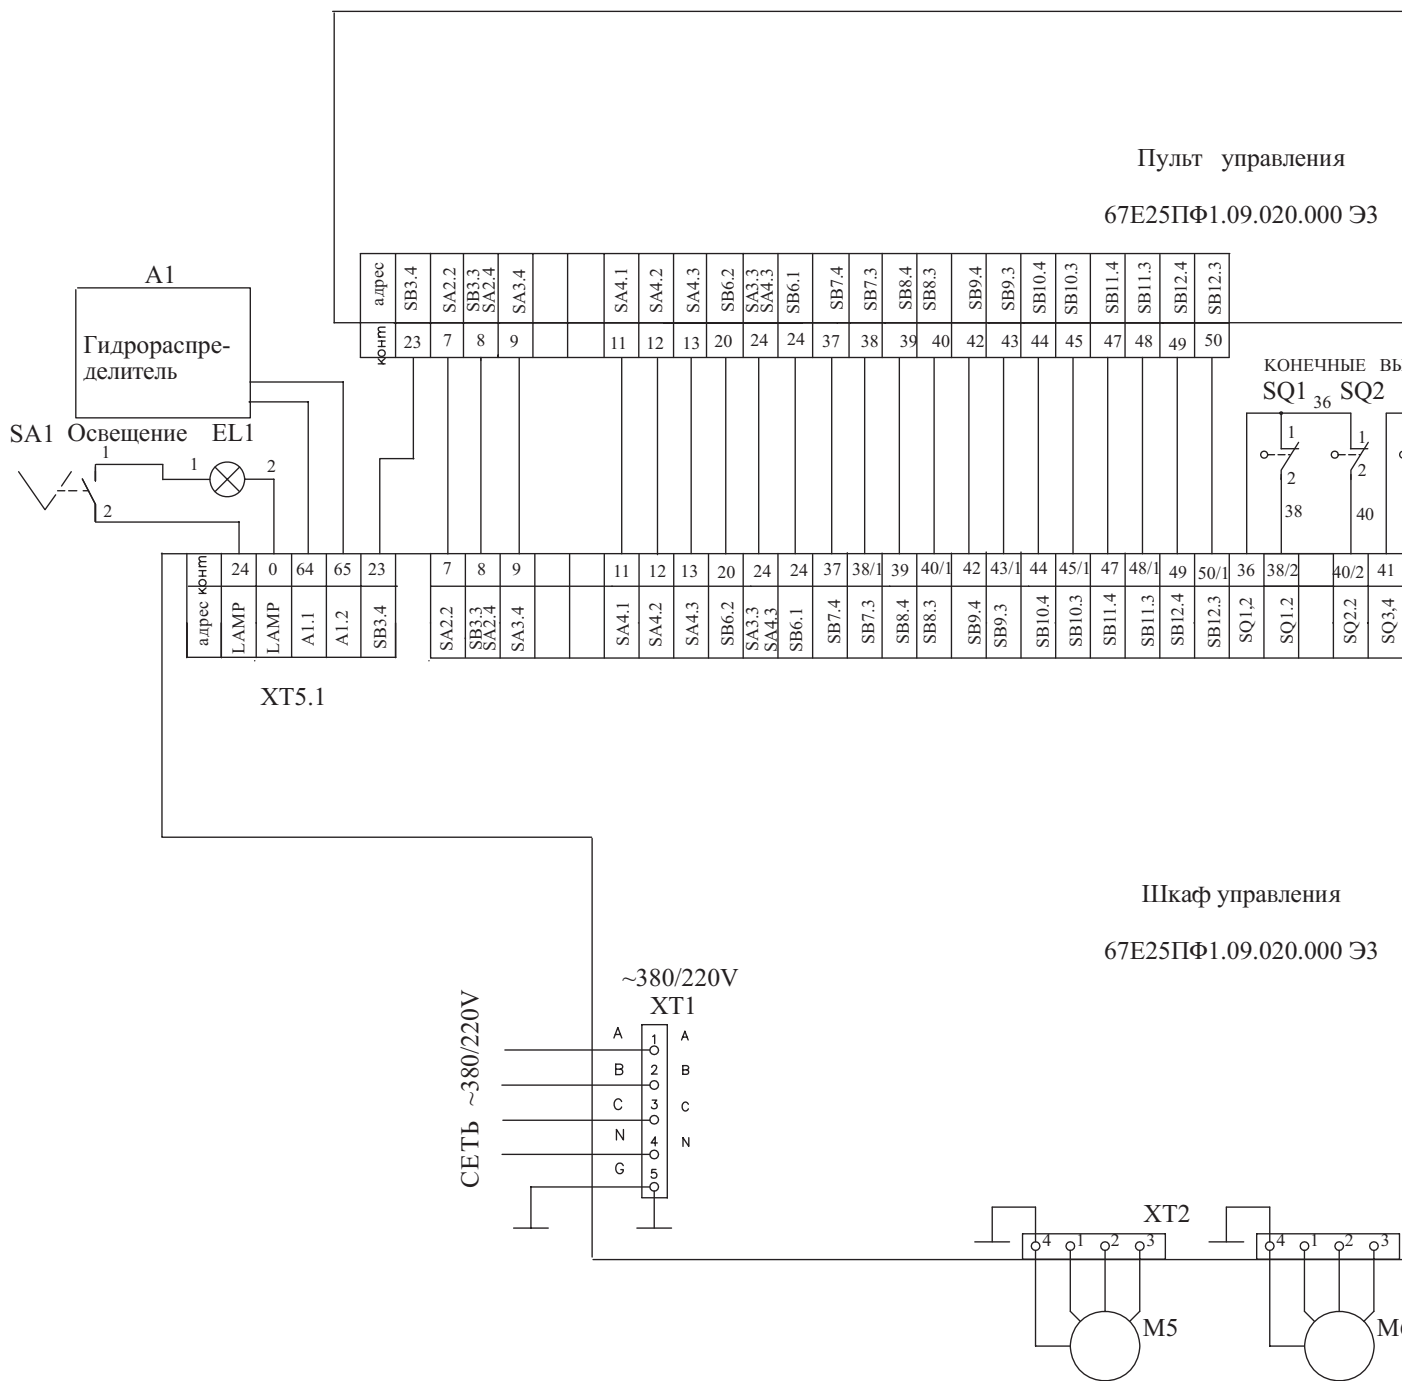 Пульт управления
67Е25ПФ1.09.020.000 Э3
адрес SB3.4 SA2.2 SB3.3 SA2.4 SA3.4 SA4.1 SA4.2 SA4.3 SB6.2 SA3.3 SA4.3 SB6.1 SB7.4 SB7.3 SB8.4 SB8.3 SB9.4 SB9.3 SB10.4 SB10.3 SB11.4 SB11.3 SB12.4 SB12.3
конт 23 7 8 9 11 12 13 20 24 24 37 38 39 40 42 43 44 45 47 48 49 50
A1
Гидрораспре-
делитель
КОНЕЧНЫЕ ВЫ
SQ1 36 SQ2
SA1 Освещение EL1
1 1 2
2
1 1
2 2
38 40
конт 24 0 64 65 23 7 8 9 11 12 13 20 24 24 37 38/1 39 40/1 42 43/1 44 45/1 47 48/1 49 50/1 36 38/2 40/2 41
адрес LAMP LAMP A1.1 A1.2 SB3.4 SA2.2 SB3.3 SA2.4 SA3.4 SA4.1 SA4.2 SA4.3 SB6.2 SA3.3 SA4.3 SB6.1 SB7.4 SB7.3 SB8.4 SB8.3 SB9.4 SB9.3 SB10.4 SB10.3 SB11.4 SB11.3 SB12.4 SB12.3 SQ1,2 SQ1.2 SQ2.2 SQ3,4
XT5.1
Шкаф управления
67Е25ПФ1.09.020.000 Э3
~380/220V
XT1
СЕТЬ ~380/220V
A 1 A
B 2 B
C 3 C
N 4 N
G 5
XT2
4 1 2 3 4 1 2 3
M5